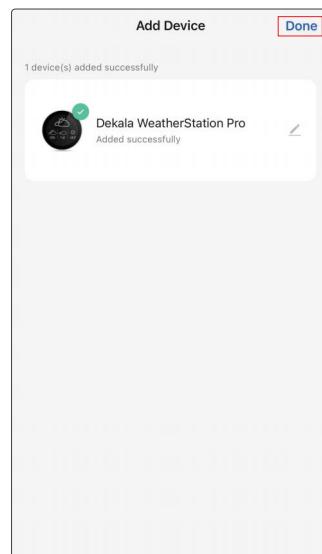 Add Device
Done
1 device(s) added successfully
Dekala WeatherStation Pro
Added successfully